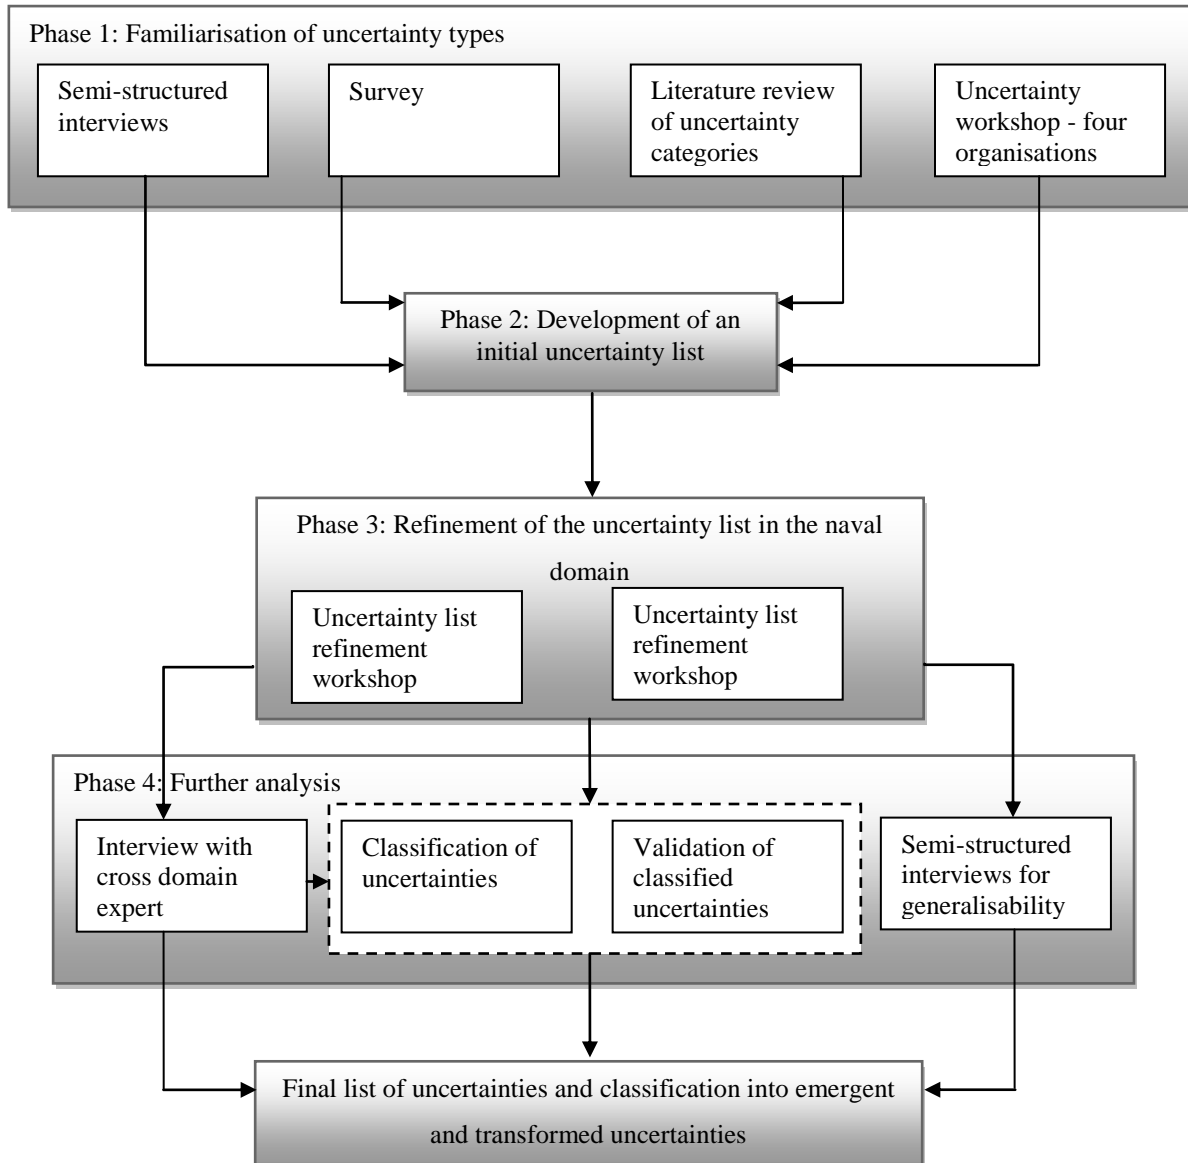 Phase 1: Familiarisation of uncertainty types
Semi-structured
interviews
Survey
Literature review
of uncertainty
categories
Uncertainty
workshop - four
organisations
Phase 2: Development of an
initial uncertainty list
Phase 3: Refinement of the uncertainty list in the naval
domain
Uncertainty list
refinement
workshop
Uncertainty list
refinement
workshop
Phase 4: Further analysis
Interview with
cross domain
expert
Classification of
uncertainties
Validation of
classified
uncertainties
Semi-structured
interviews for
generalisability
Final list of uncertainties and classification into emergent
and transformed uncertainties